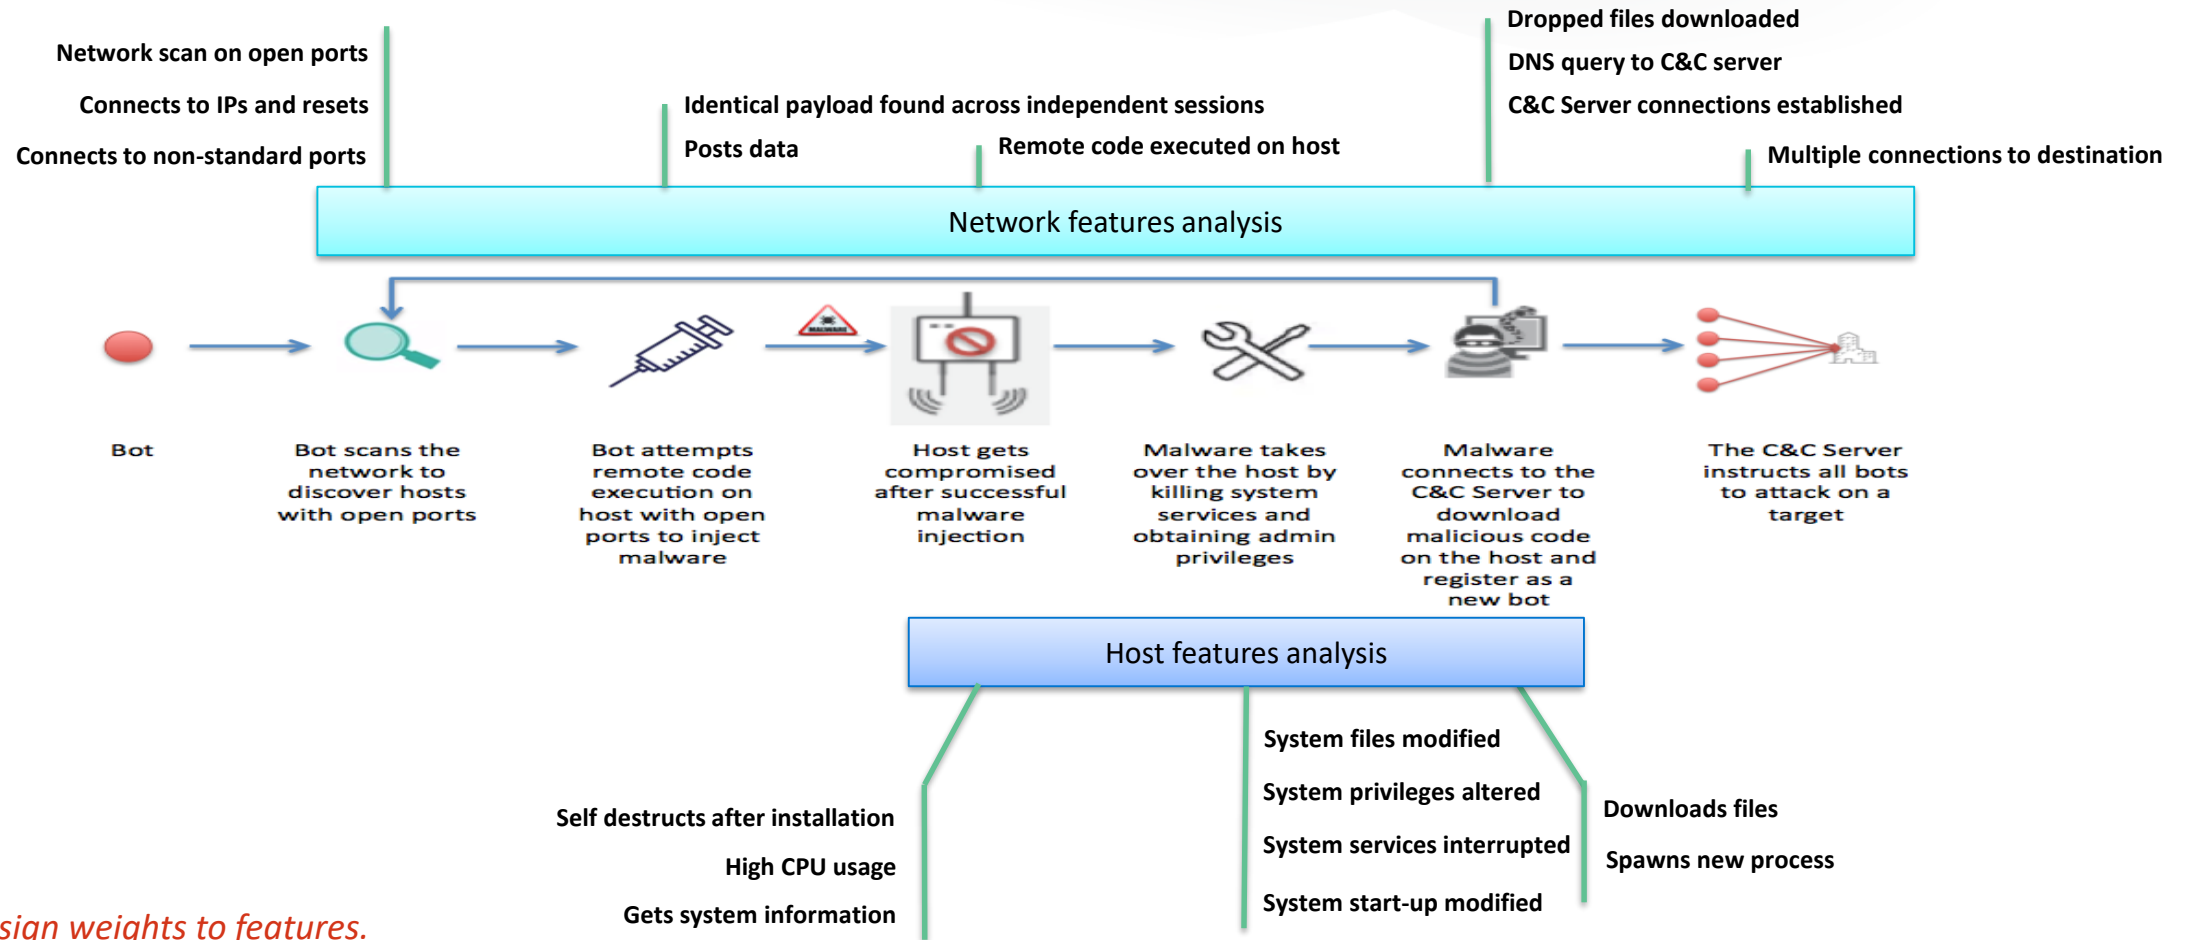 Dropped files downloaded
Network scan on open ports
DNS query to C&C server
Connects to IPs and resets
Identical payload found across independent sessions
C&C Server connections established
Connects to non-standard ports
Posts data
Remote code executed on host
Multiple connections to destination
Network features analysis
MALWARE
Bot
Bot scans the
network to
discover hosts
with open ports
Bot attempts
remote code
execution on
host with open
ports to inject
malware
Host gets
compromised
after successful
malware
injection
Malware takes
over the host by
killing system
services and
obtaining admin
privileges
Malware
connects to the
C&C Server to
download
malicious code
on the host and
register as a
new bot
The C&C Server
instructs all bots
to attack on a
target
Host features analysis
Self destructs after installation
High CPU usage
Gets system information
System files modified
System privileges altered
System services interrupted
System start-up modified
Downloads files
Spawns new process
sign weights to features.